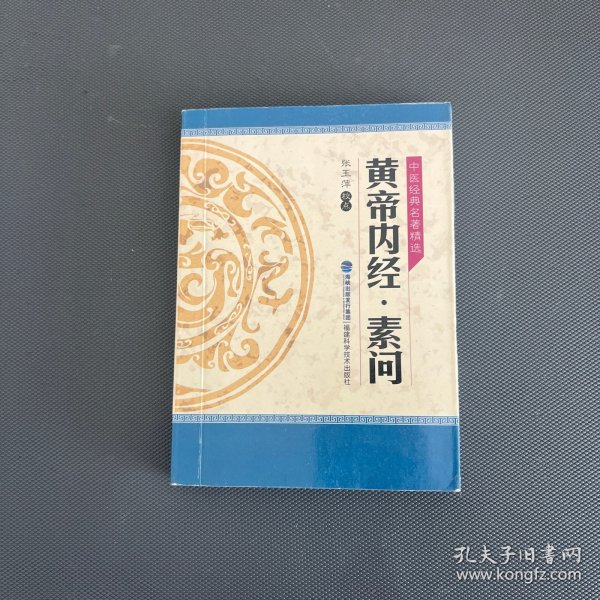 中医经典名著精选
黄帝内经·素问
张玉萍 校点
海峡出版发行集团
福建科学技术出版社
孔夫子旧书网
www.kongfz.com